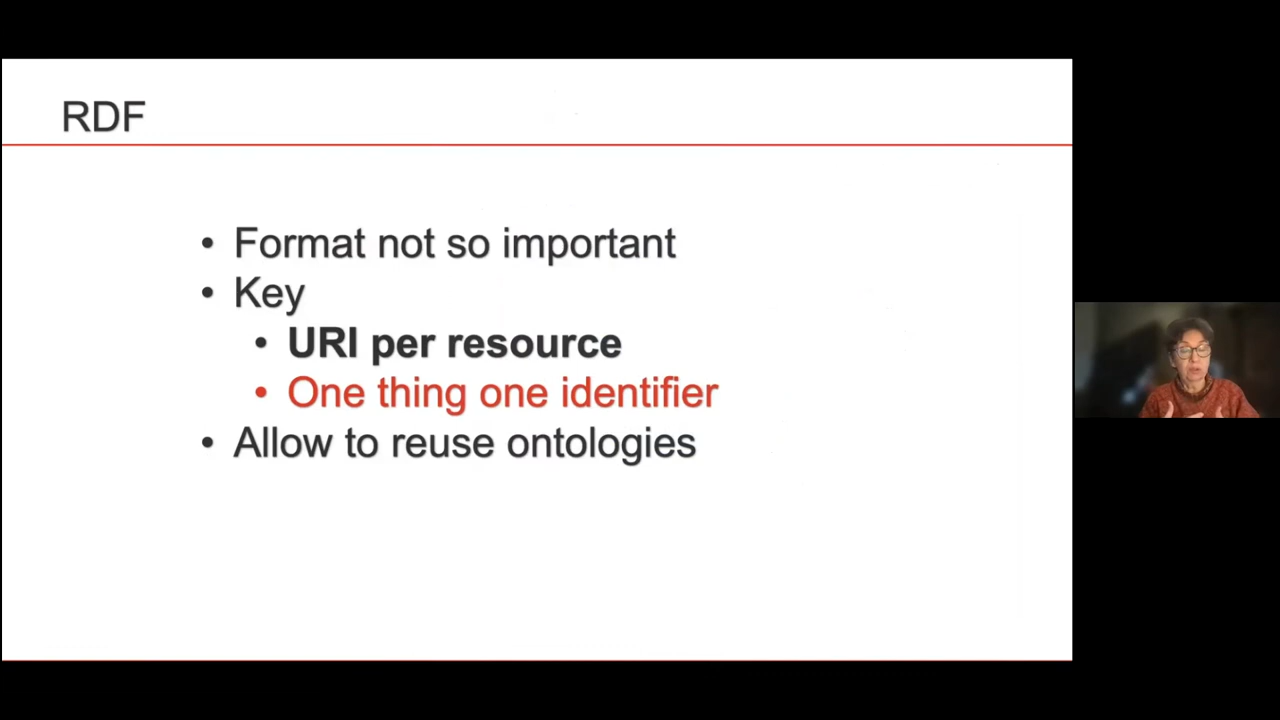 RDF
• Format not so important
• Key
• URI per resource
• One thing one identifier
• Allow to reuse ontologies